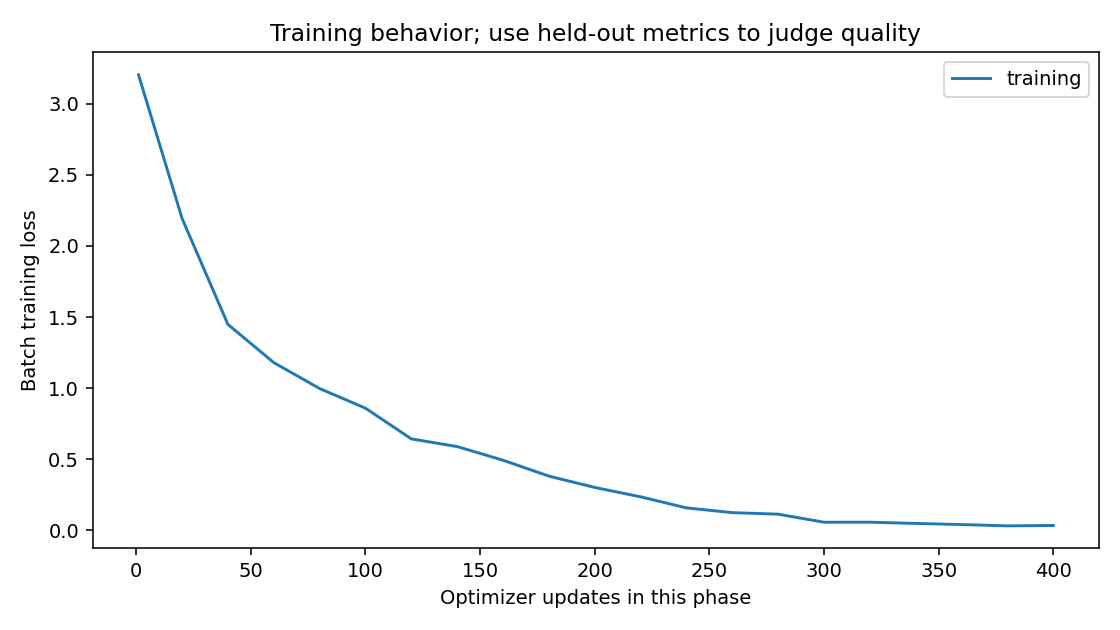 Training behavior; use held-out metrics to judge quality
training
Batch training loss
3.0
2.5
2.0
1.5
1.0
0.5
0.0
0 50 100 150 200 250 300 350 400
Optimizer updates in this phase